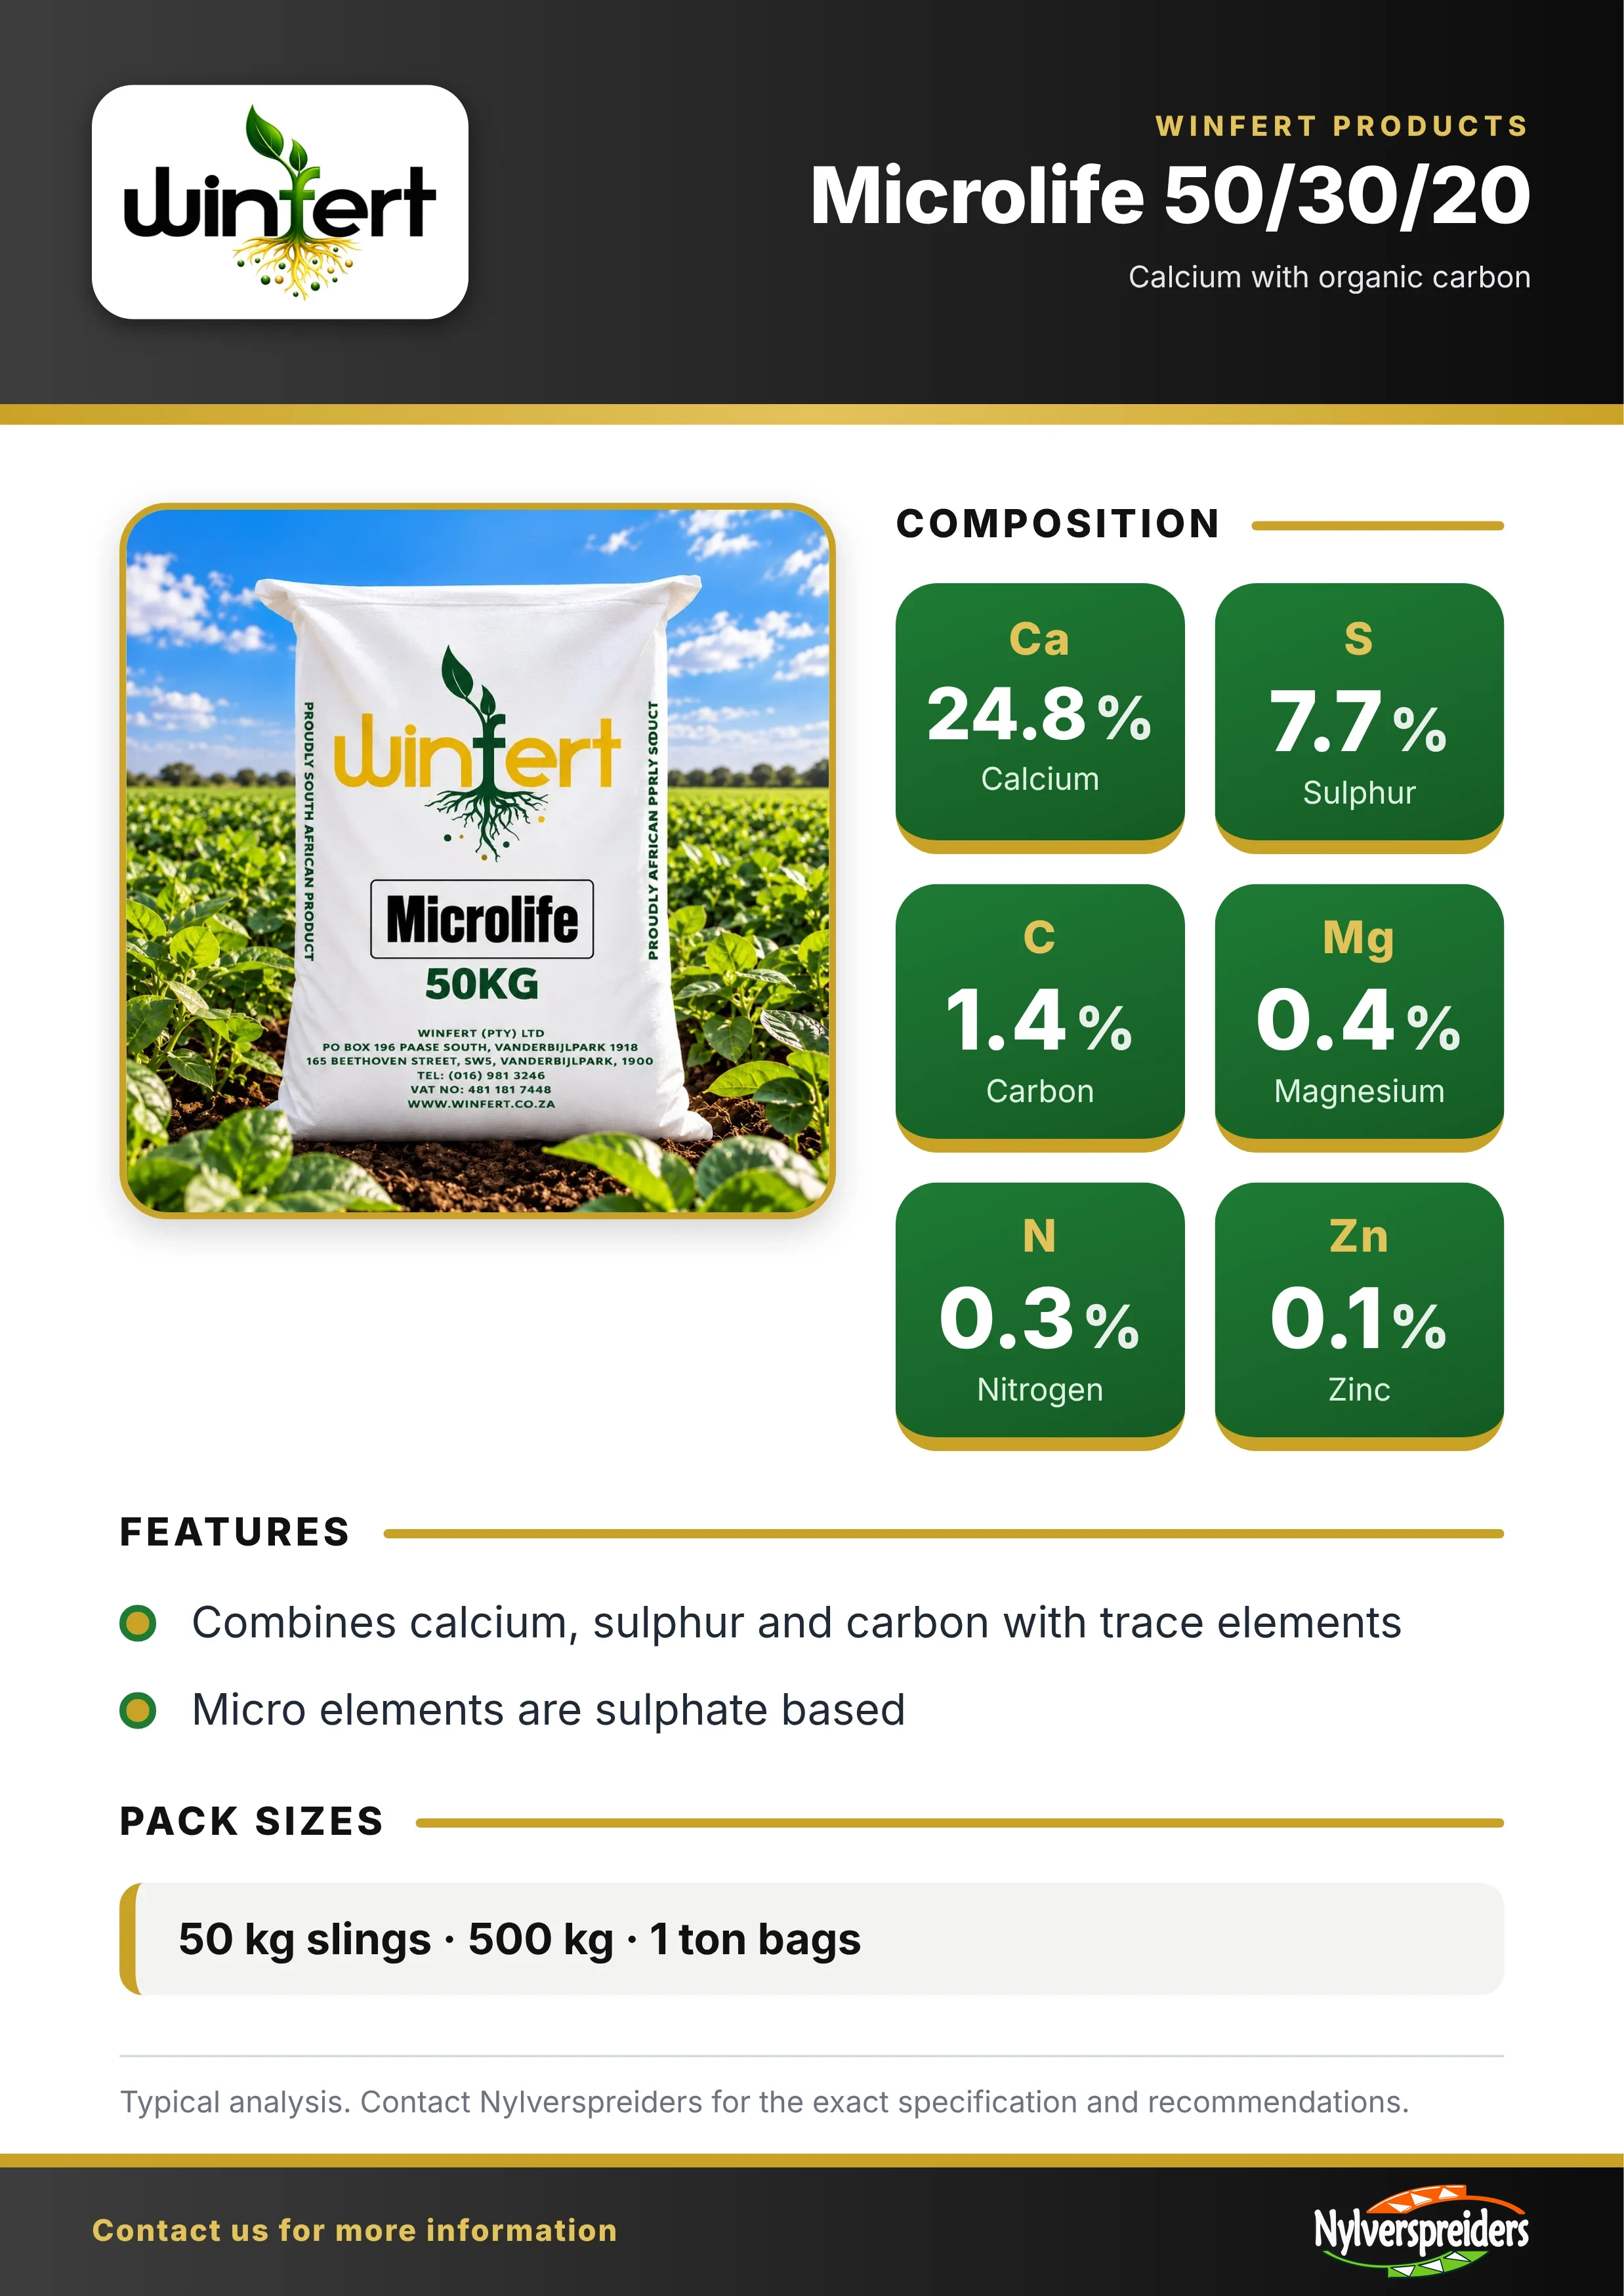 winfert
WINFERT PRODUCTS
Microlife 50/30/20
Calcium with organic carbon
winfert
PROUDLY SOUTH AFRICAN PRODUCT
PROUDLY AFRICAN PPRLY SODUCT
Microlife
50KG
WINFERT (PTY) LTD
PO BOX 196 PAASE SOUTH, VANDERBIJLPARK 1918
165 BEETHOVEN STREET, SW5, VANDERBIJLPARK, 1900
TEL: (016) 981 3246
VAT NO: 481 181 7448
WWW.WINFERT.CO.ZA
COMPOSITION
Ca
24.8%
Calcium
S
7.7%
Sulphur
C
1.4%
Carbon
Mg
0.4%
Magnesium
N
0.3%
Nitrogen
Zn
0.1%
Zinc
FEATURES
Combines calcium, sulphur and carbon with trace elements
Micro elements are sulphate based
PACK SIZES
50 kg slings · 500 kg · 1 ton bags
Typical analysis. Contact Nylverspreiders for the exact specification and recommendations.
Contact us for more information
Nylverspreiders